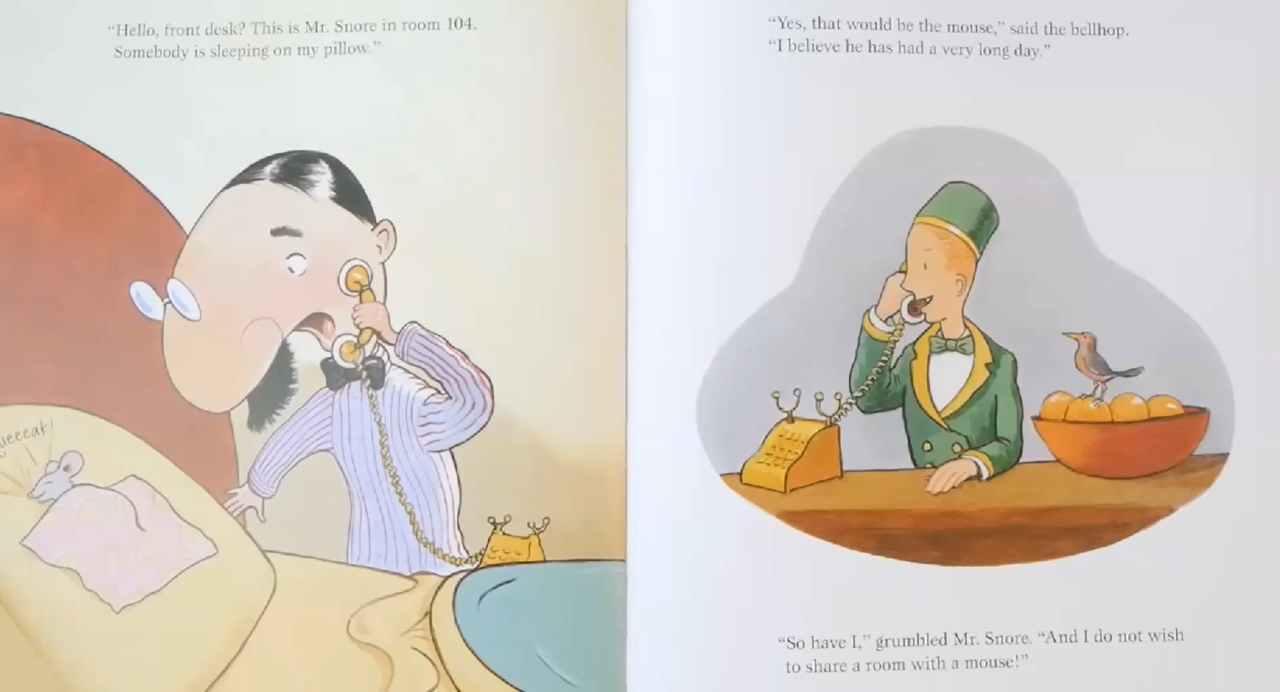 “Hello, front desk? This is Mr. Snore in room 104.
Somebody is sleeping on my pillow.”
“Yes, that would be the mouse,” said the bellhop.
“I believe he has had a very long day.”
“So have I,” grumbled Mr. Snore. “And I do not wish
to share a room with a mouse!”